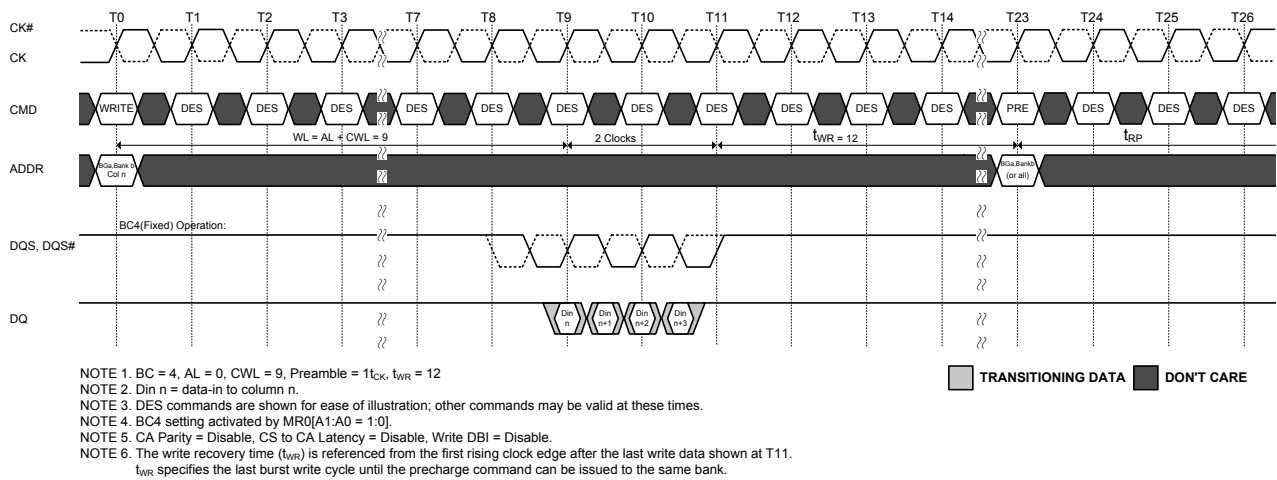 T0 T1 T2 T3 T7 T8 T9 T10 T11 T12 T13 T14 T23 T24 T25 T26
CK#
CK
CMD WRITE DES DES DES DES DES DES DES DES DES DES DES PRE DES DES DES
WL = AL + CWL = 9 2 Clocks tWR = 12 tRP
ADDR
BGa,Bank b
Col n
BGa,Bankb
(or all)
BC4(Fixed) Operation:
DQS, DQS#
DQ
Din
n
Din
n+1
Din
n+2
Din
n+3
NOTE 1. BC = 4, AL = 0, CWL = 9, Preamble = 1tCK, tWR = 12
NOTE 2. Din n = data-in to column n.
NOTE 3. DES commands are shown for ease of illustration; other commands may be valid at these times.
NOTE 4. BC4 setting activated by MR0[A1:A0 = 1:0].
NOTE 5. CA Parity = Disable, CS to CA Latency = Disable, Write DBI = Disable.
NOTE 6. The write recovery time (tWR) is referenced from the first rising clock edge after the last write data shown at T11.
tWR specifies the last burst write cycle until the precharge command can be issued to the same bank.
TRANSITIONING DATA
DON'T CARE